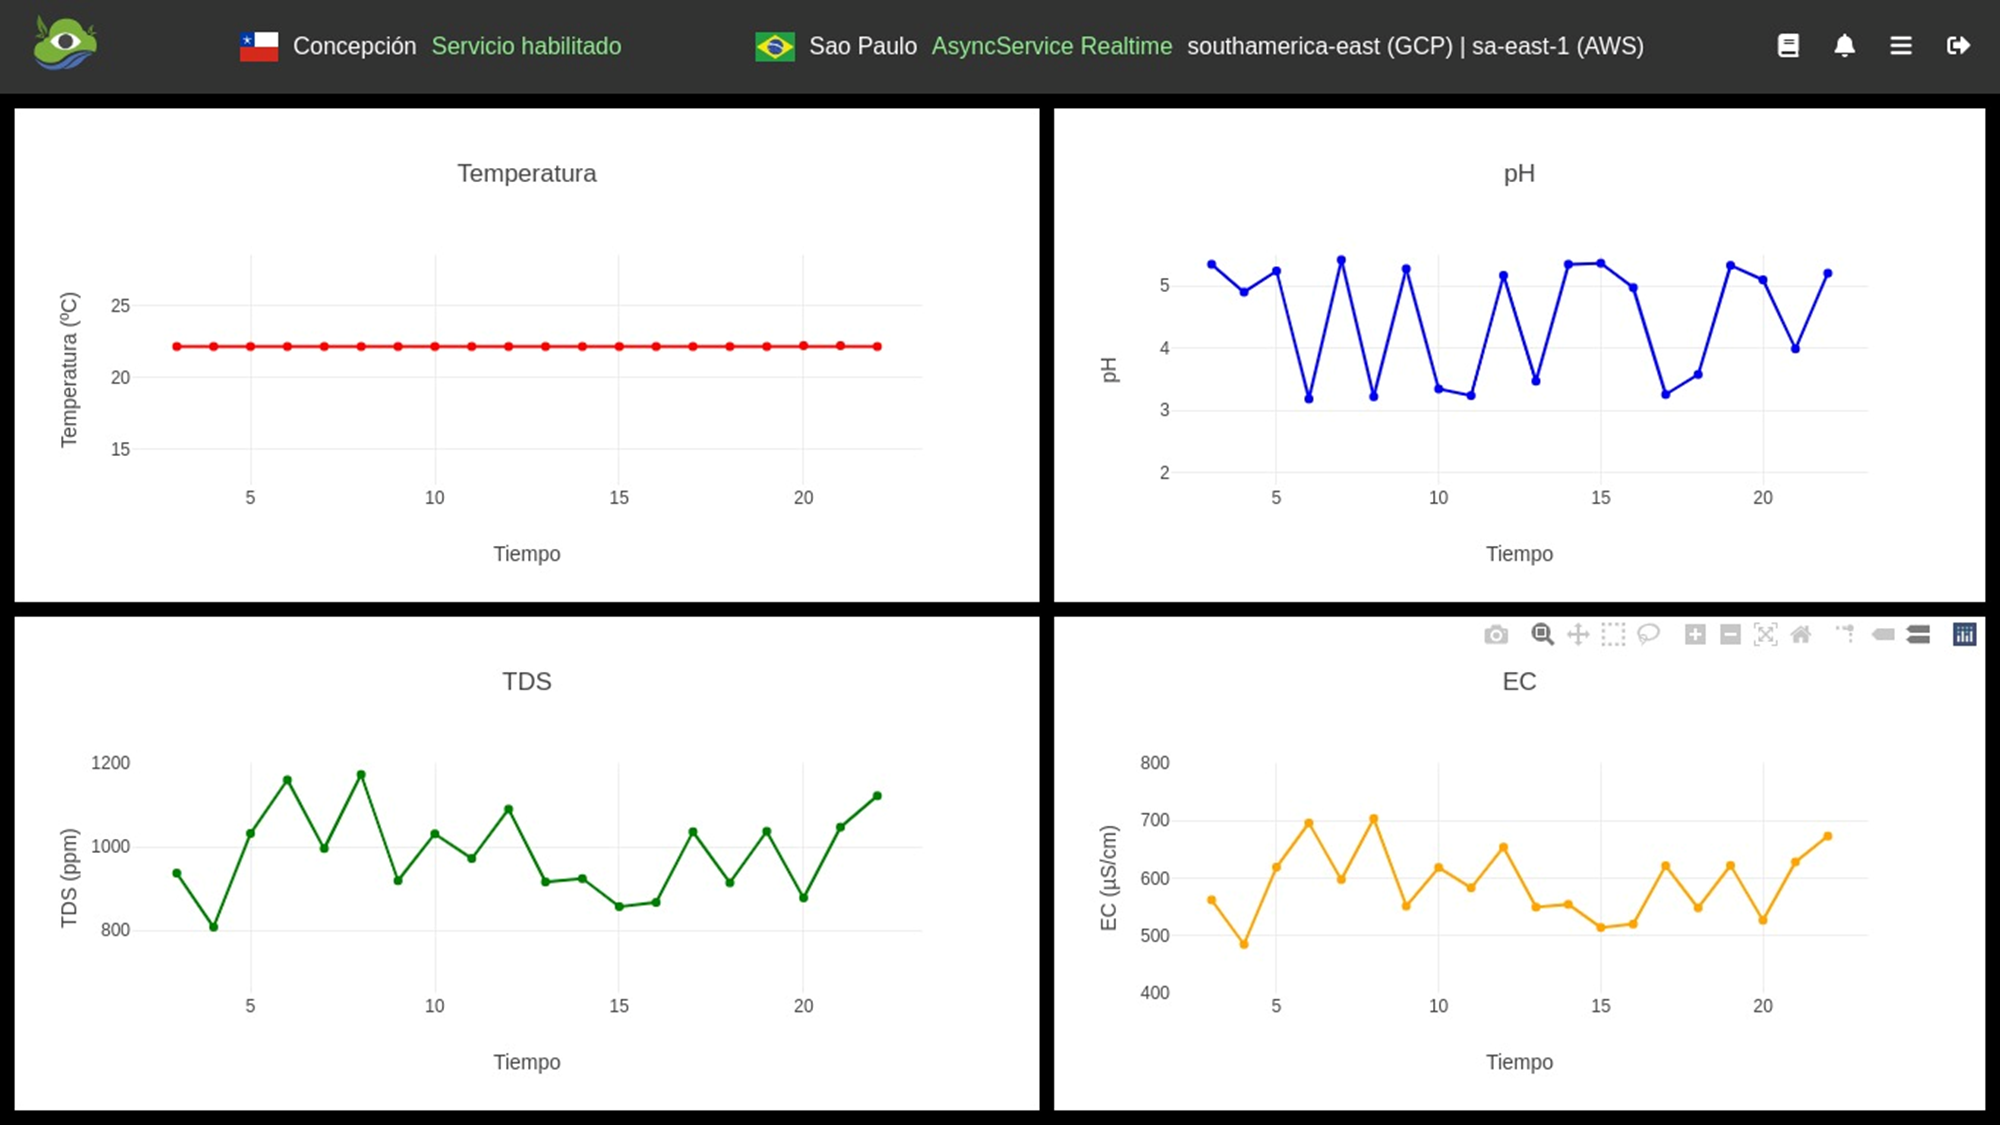 Concepción Servicio habilitado Sao Paulo AsyncService Realtime southamerica-east (GCP) | sa-east-1 (AWS)
Temperatura
Temperatura (ºC)
25
20
15
5 10 15 20
Tiempo
pH
pH
5
4
3
2
5 10 15 20
Tiempo
TDS
TDS (ppm)
1200
1000
800
5 10 15 20
Tiempo
EC
EC (µS/cm)
800
700
600
500
400
5 10 15 20
Tiempo